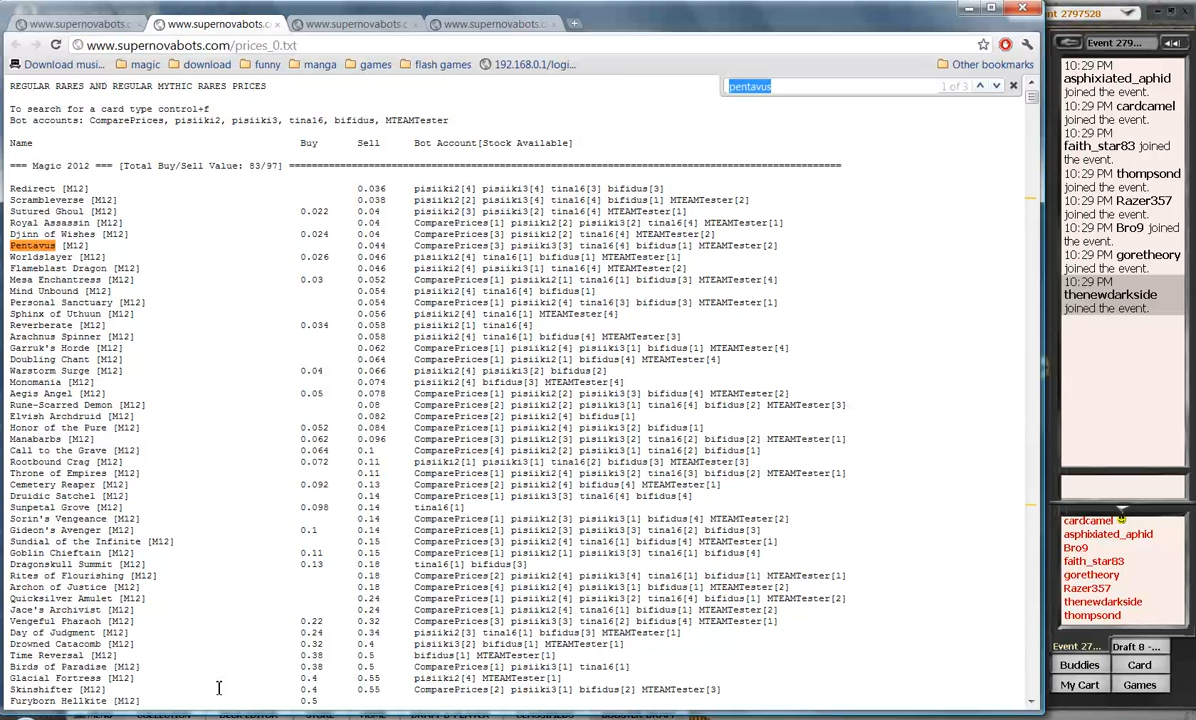 www.supernovabots.c
www.supernovabots.c
www.supernovabots.c
www.supernovabots.c
www.supernovabots.com/prices_0.txt
Download musi...
magic
download
funny
manga
games
flash games
192.168.0.1/logi...
Other bookmarks
pentavus
1 of 3
REGULAR RARES AND REGULAR MYTHIC RARES PRICES
To search for a card type control+f
Bot accounts: ComparePrices, pisiiki2, pisiiki3, tina16, bifidus, MTEAMTester
Name Buy Sell Bot Account[Stock Available]
=== Magic 2012 === [Total Buy/Sell Value: 83/97] ===============================================================================
Redirect [M12] 0.036 pisiiki2[4] pisiiki3[4] tina16[3] bifidus[3]
Scrambleverse [M12] 0.038 pisiiki2[4] pisiiki3[4] tina16[4] bifidus[1] MTEAMTester[2]
Sutured Ghoul [M12] 0.022 0.04 pisiiki2[3] pisiiki3[4] tina16[4] MTEAMTester[1]
Royal Assassin [M12] 0.04 ComparePrices[1] pisiiki2[2] pisiiki3[2] tina16[4] MTEAMTester[1]
Djinn of Wishes [M12] 0.024 0.04 ComparePrices[4] pisiiki3[2] tina16[4] MTEAMTester[2]
Pentavus [M12] 0.044 ComparePrices[3] pisiiki3[3] tina16[4] bifidus[1] MTEAMTester[2]
Worldslayer [M12] 0.026 0.046 pisiiki2[4] tina16[1] bifidus[1] MTEAMTester[1]
Flameblast Dragon [M12] 0.046 pisiiki3[4] tina16[4] MTEAMTester[2]
Mesa Enchantress [M12] 0.03 0.054 ComparePrices[1] pisiiki3[1] tina16[3] bifidus[2] MTEAMTester[4]
Mind Unbound [M12] 0.054 pisiiki2[4] tina16[1] bifidus[1]
Personal Sanctuary [M12] 0.054 ComparePrices[3] pisiiki3[1] tina16[2] bifidus[3] MTEAMTester[1]
Sphinx of Uthuun [M12] 0.056 pisiiki2[4] tina16[1] MTEAMTester[4]
Reverberate [M12] 0.034 0.058 pisiiki2[1] tina16[4]
Arachnus Spinner [M12] 0.058 pisiiki2[4] tina16[1] MTEAMTester[4] bifidus[3]
Garruk's Horde [M12] 0.062 ComparePrices[1] pisiiki2[4] pisiiki3[4] MTEAMTester[4]
Doubling Chant [M12] 0.064 ComparePrices[4] pisiiki3[1] bifidus[4] MTEAMTester[4]
Warstorm Surge [M12] 0.04 0.066 pisiiki2[4] pisiiki3[2] bifidus[2]
Monomania [M12] 0.074 pisiiki2[4] bifidus[3] MTEAMTester[4]
Aegis Angel [M12] 0.05 0.078 ComparePrices[1] pisiiki2[2] pisiiki3[3] bifidus[4] MTEAMTester[2]
Rune-Scarred Demon [M12] 0.08 ComparePrices[2] pisiiki2[4] pisiiki3[1] tina16[4] bifidus[2] MTEAMTester[3]
Elvish Archdruid [M12] 0.082 ComparePrices[2] pisiiki2[4] bifidus[1]
Honor of the Pure [M12] 0.052 0.084 ComparePrices[4] pisiiki3[2] bifidus[1]
Manabarbs [M12] 0.062 0.096 ComparePrices[3] pisiiki2[3] pisiiki3[2] tina16[2] bifidus[2] MTEAMTester[1]
Call to the Grave [M12] 0.064 0.1 ComparePrices[4] pisiiki2[1] pisiiki3[1] tina16[2] bifidus[1]
Rootbound Crag [M12] 0.072 0.11 pisiiki2[1] pisiiki3[1] tina16[5] bifidus[3] MTEAMTester[3]
Throne of Empires [M12] 0.11 ComparePrices[4] pisiiki2[3] pisiiki3[4] tina16[3] bifidus[2] MTEAMTester[1]
Cemetery Reaper [M12] 0.092 0.13 ComparePrices[2] pisiiki2[4] bifidus[4] MTEAMTester[1]
Druidic Satchel [M12] 0.14 ComparePrices[1] pisiiki3[3] tina16[4] bifidus[4]
Sunpetal Grove [M12] 0.098 0.14 tina16[1]
Sorin's Vengeance [M12] 0.14 ComparePrices[1] pisiiki2[3] pisiiki3[1] bifidus[4] MTEAMTester[2]
Gideon's Avenger [M12] 0.1 0.14 ComparePrices[1] pisiiki3[3] tina16[2] bifidus[3]
Sundial of the Infinite [M12] 0.15 ComparePrices[1] pisiiki2[3] pisiiki3[1] bifidus[4] MTEAMTester[1]
Goblin Chieftain [M12] 0.11 0.15 ComparePrices[1] pisiiki2[4] pisiiki3[1] tina16[1] bifidus[4]
Dragonskull Summit [M12] 0.13 0.18 tina16[1] bifidus[3]
Rites of Flourishing [M12] 0.18 ComparePrices[2] pisiiki2[4] pisiiki3[4] tina16[1] bifidus[2] MTEAMTester[1]
Archon of Justice [M12] 0.18 ComparePrices[4] pisiiki2[3] pisiiki3[1] tina16[4] bifidus[1] MTEAMTester[1]
Quicksilver Amulet [M12] 0.24 ComparePrices[4] pisiiki2[4] pisiiki3[4] tina16[1] bifidus[1] MTEAMTester[2]
Jace's Archivist [M12] 0.24 ComparePrices[1] pisiiki2[4] tina16[1] bifidus[1] MTEAMTester[2]
Vengeful Pharaoh [M12] 0.22 0.32 ComparePrices[1] pisiiki2[2] pisiiki3[4] tina16[4] MTEAMTester[2]
Day of Judgment [M12] 0.24 0.34 pisiiki2[3] tina16[1] bifidus[3] MTEAMTester[1]
Drowned Catacomb [M12] 0.32 0.4 pisiiki3[2] bifidus[1] MTEAMTester[1]
Time Reversal [M12] 0.38 0.5 bifidus[1] MTEAMTester[1]
Birds of Paradise [M12] 0.38 0.5 ComparePrices[1] pisiiki3[1] tina16[1]
Glacial Fortress [M12] 0.4 0.55 pisiiki2[4] MTEAMTester[1]
Skinshifter [M12] 0.4 0.55 ComparePrices[2] pisiiki3[1] bifidus[2] MTEAMTester[3]
Furyborn Hellkite [M12] 0.5
nt 2797528
Event 279...
10:29 PM
asphixiated_aphid
joined the event.
10:29 PM cardcamel
joined the event.
10:29 PM
faith_star83 joined
the event.
10:29 PM thompsond
joined the event.
10:29 PM Razer357
joined the event.
10:29 PM Bro9 joined
the event.
10:29 PM goretheory
joined the event.
10:29 PM
thenewdarkside
joined the event.
cardcamel
asphixiated_aphid
Bro9
faith_star83
goretheory
Razer357
thenewdarkside
thompsond
Event 27...
Draft 8 -...
Buddies
Card
My Cart
Games